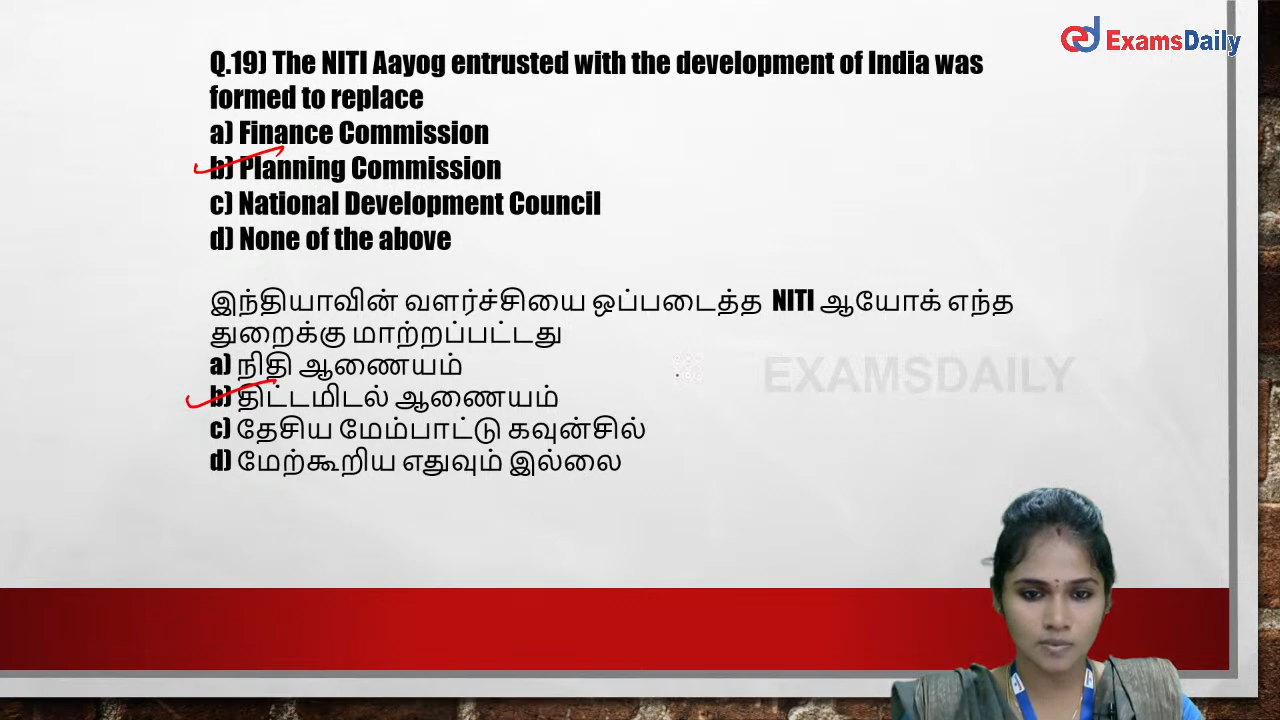 ExamsDaily
Q.19) The NITI Aayog entrusted with the development of India was
formed to replace
a) Finance Commission
b) Planning Commission
c) National Development Council
d) None of the above
இந்தியாவின் வளர்ச்சியை ஒப்படைத்த NITI ஆயோக் எந்த
துறைக்கு மாற்றப்பட்டது
a) நிதி ஆணையம்
b) திட்டமிடல் ஆணையம்
c) தேசிய மேம்பாட்டு கவுன்சில்
d) மேற்கூறிய எதுவும் இல்லை
EXAMSDAILY